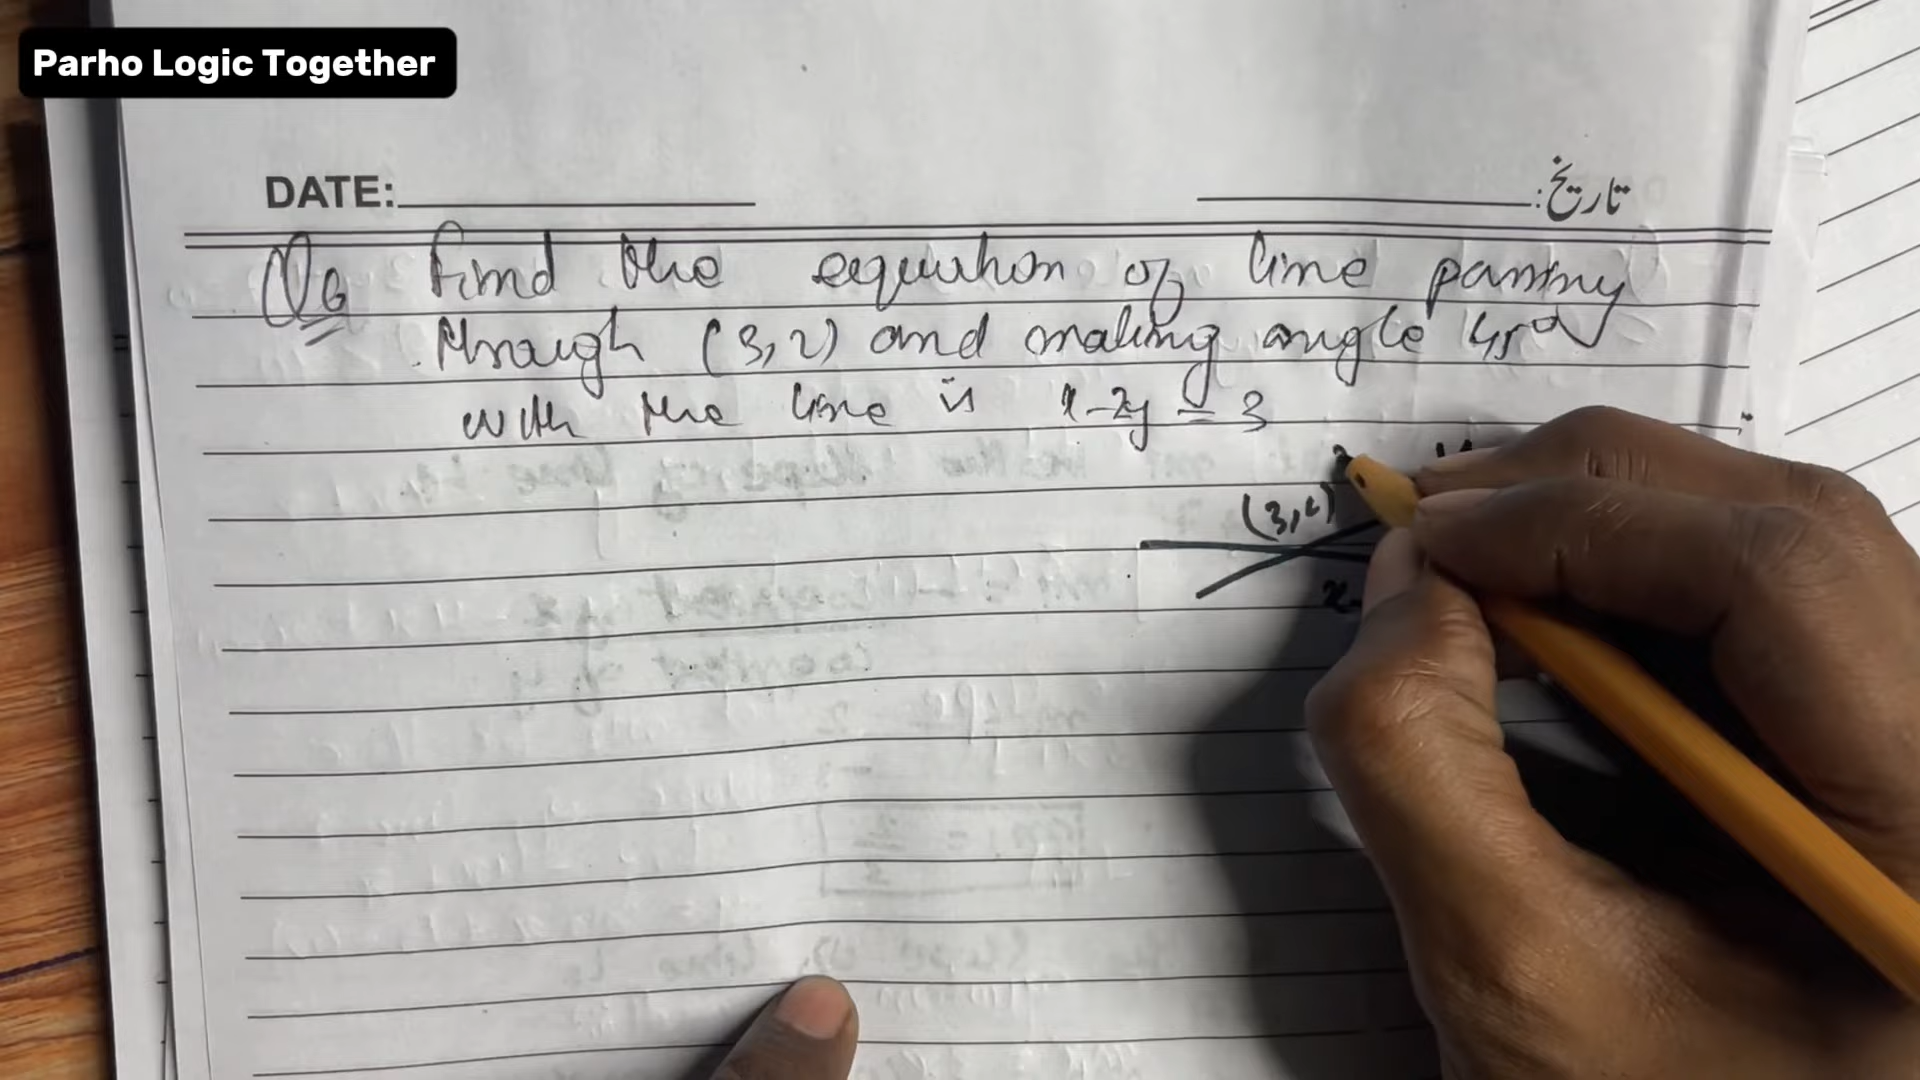 Parho Logic Together
DATE:
تاریخ:
Q6 Find the equation of line passing
through (3,2) and making angle 45°
with the line is x-2y = 3
(3,2)
x-